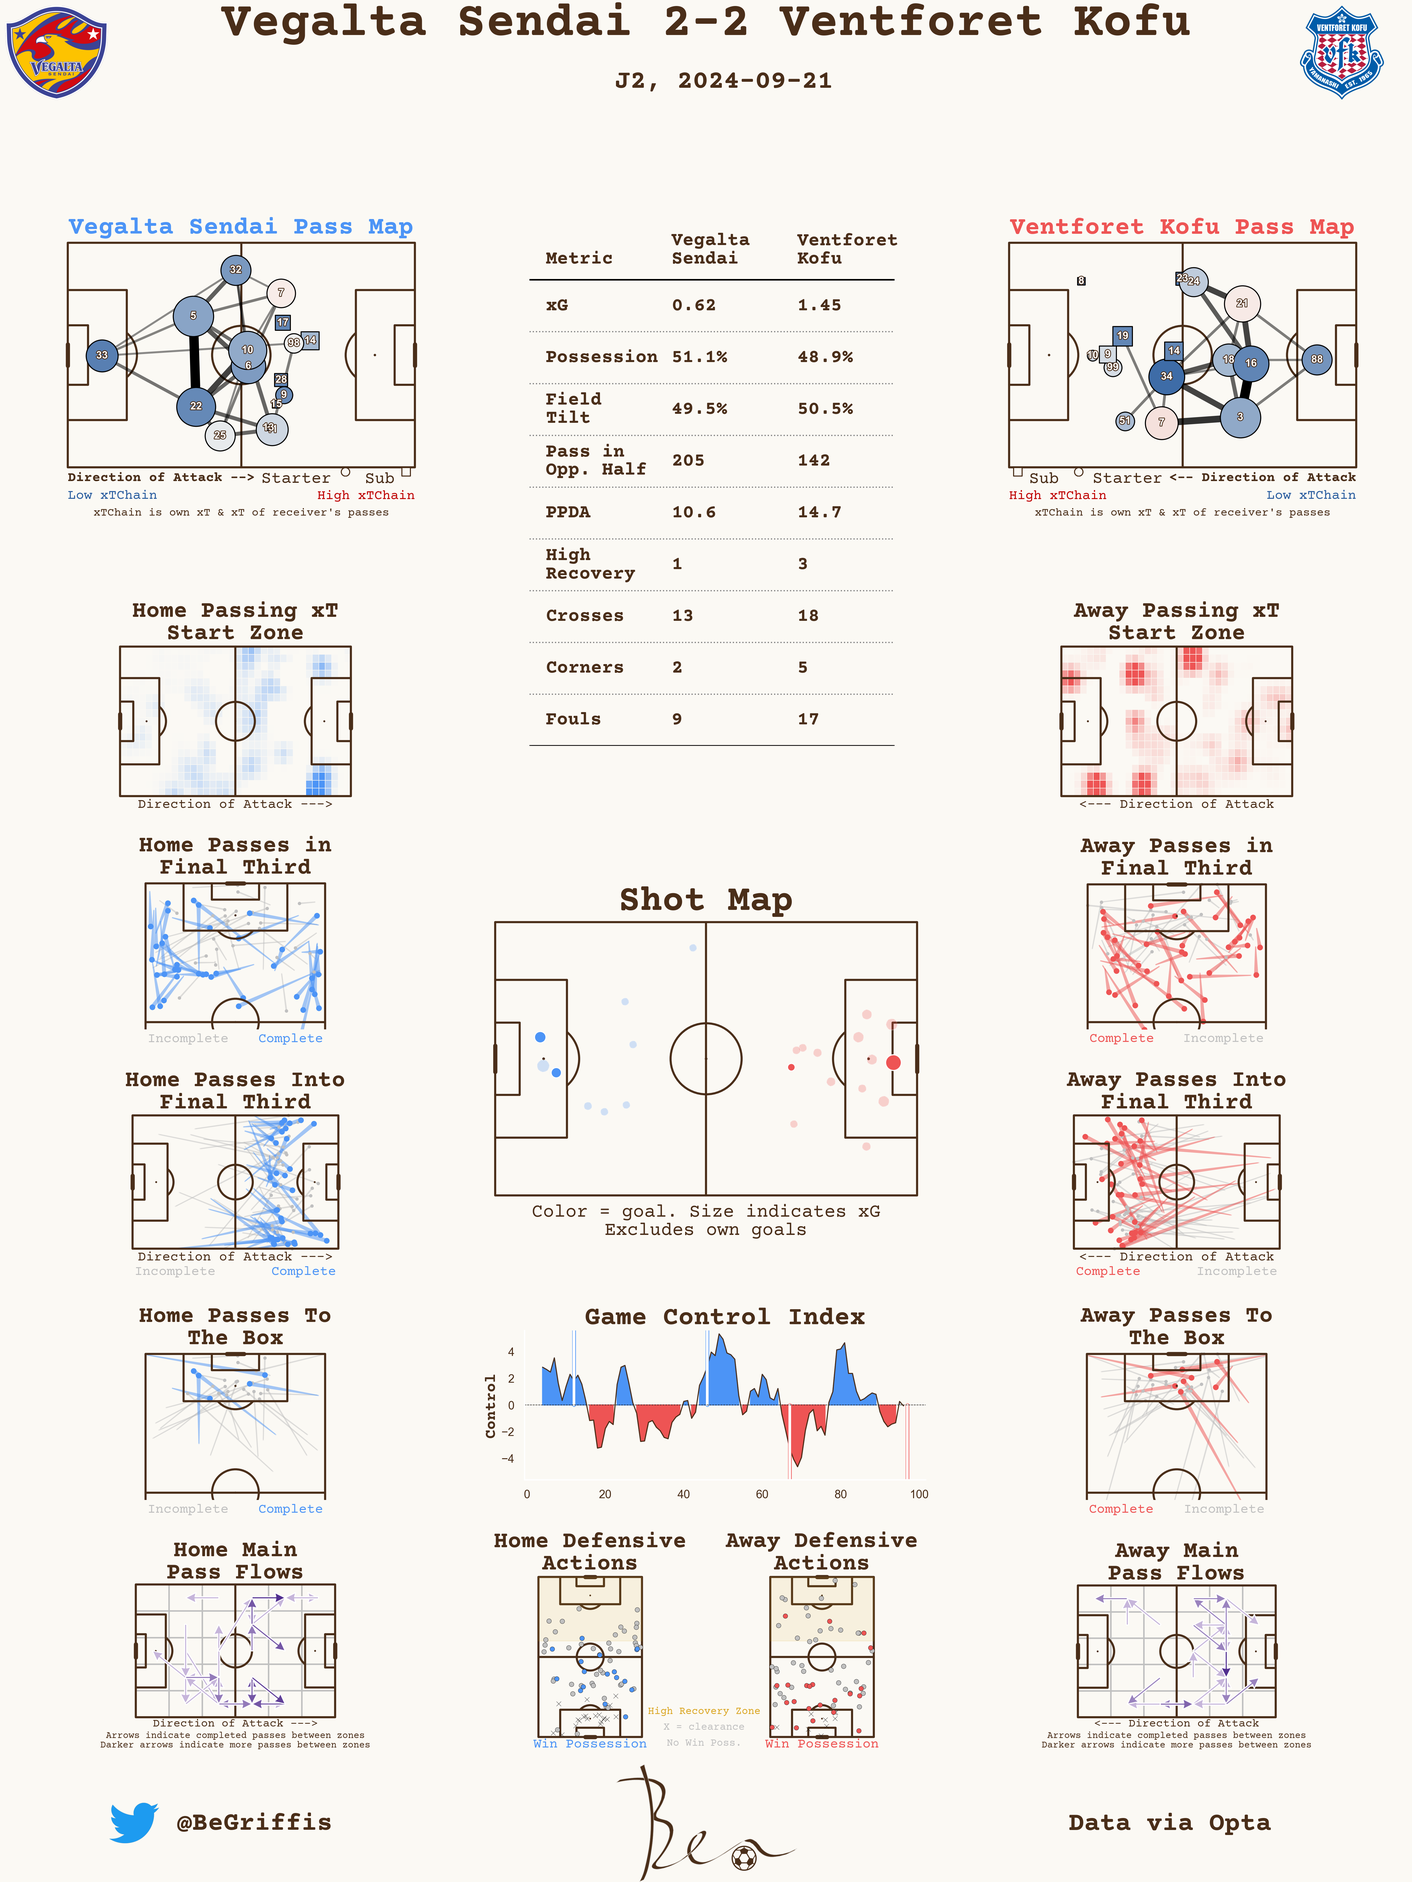 Vegalta Sendai 2-2 Ventforet Kofu
J2, 2024-09-21
VEGALTA
SENDAI
VENTFORET KOFU
vfk
YAMANASHI EST. 1965
Vegalta Sendai Pass Map
32
7
5
17
10
98
14
33
6
28
9
22
25
Direction of Attack --> Starter Sub
Low xTChain High xTChain
xTChain is own xT & xT of receiver's passes
Metric Vegalta Sendai Ventforet Kofu
xG 0.62 1.45
Possession 51.1% 48.9%
Field Tilt 49.5% 50.5%
Pass in Opp. Half 205 142
PPDA 10.6 14.7
High Recovery 1 3
Crosses 13 18
Corners 2 5
Fouls 9 17
Ventforet Kofu Pass Map
8
23
24
21
19
14
10
9
99
18
16
88
34
51
7
3
Sub Starter <-- Direction of Attack
High xTChain Low xTChain
xTChain is own xT & xT of receiver's passes
Home Passing xT
Start Zone
Direction of Attack --->
Away Passing xT
Start Zone
<--- Direction of Attack
Home Passes in
Final Third
Incomplete Complete
Away Passes in
Final Third
Complete Incomplete
Shot Map
Color = goal. Size indicates xG
Excludes own goals
Home Passes Into
Final Third
Direction of Attack --->
Incomplete Complete
Away Passes Into
Final Third
<--- Direction of Attack
Complete Incomplete
Home Passes To
The Box
Incomplete Complete
Game Control Index
Control
4
2
0
−2
−4
0 20 40 60 80 100
Away Passes To
The Box
Complete Incomplete
Home Main
Pass Flows
Direction of Attack --->
Arrows indicate completed passes between zones
Darker arrows indicate more passes between zones
Home Defensive
Actions
Win Possession
Away Defensive
Actions
Win Possession
High Recovery Zone
X = clearance
No Win Poss.
Away Main
Pass Flows
<--- Direction of Attack
Arrows indicate completed passes between zones
Darker arrows indicate more passes between zones
@BeGriffis
Ben
Data via Opta